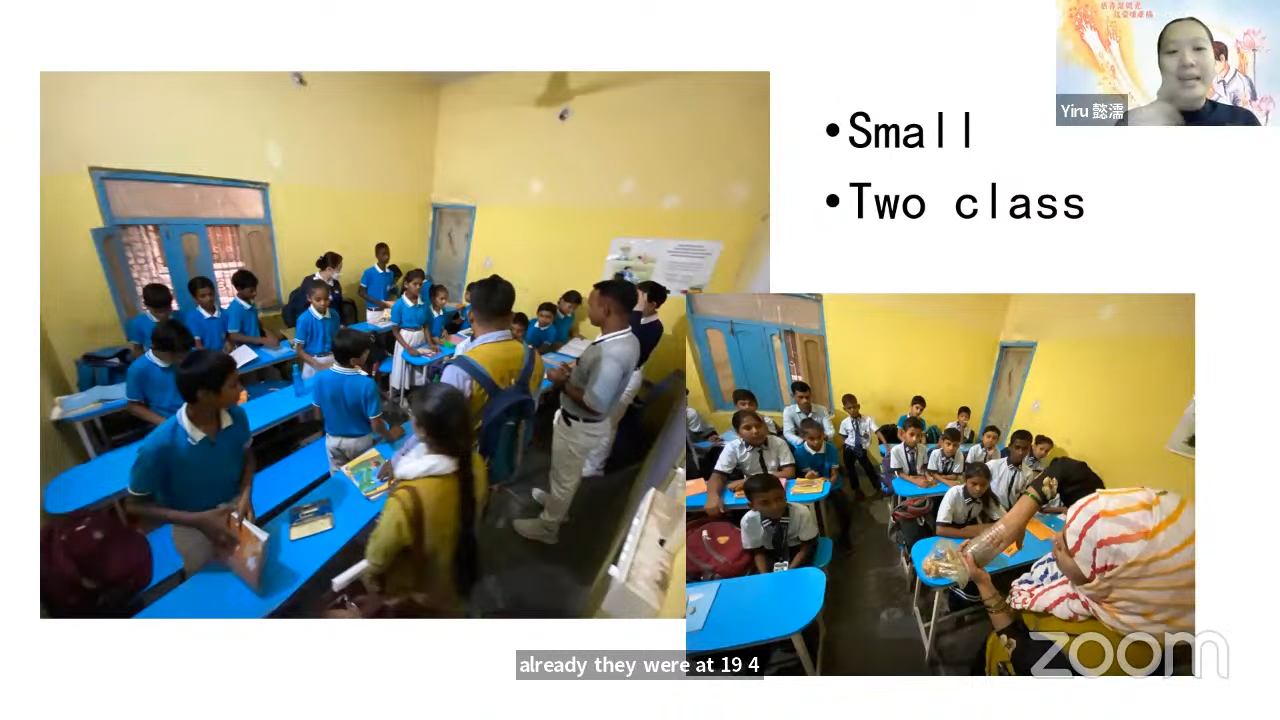 •Small
•Two class
Yiru 懿濡
already they were at 19 4
zoom